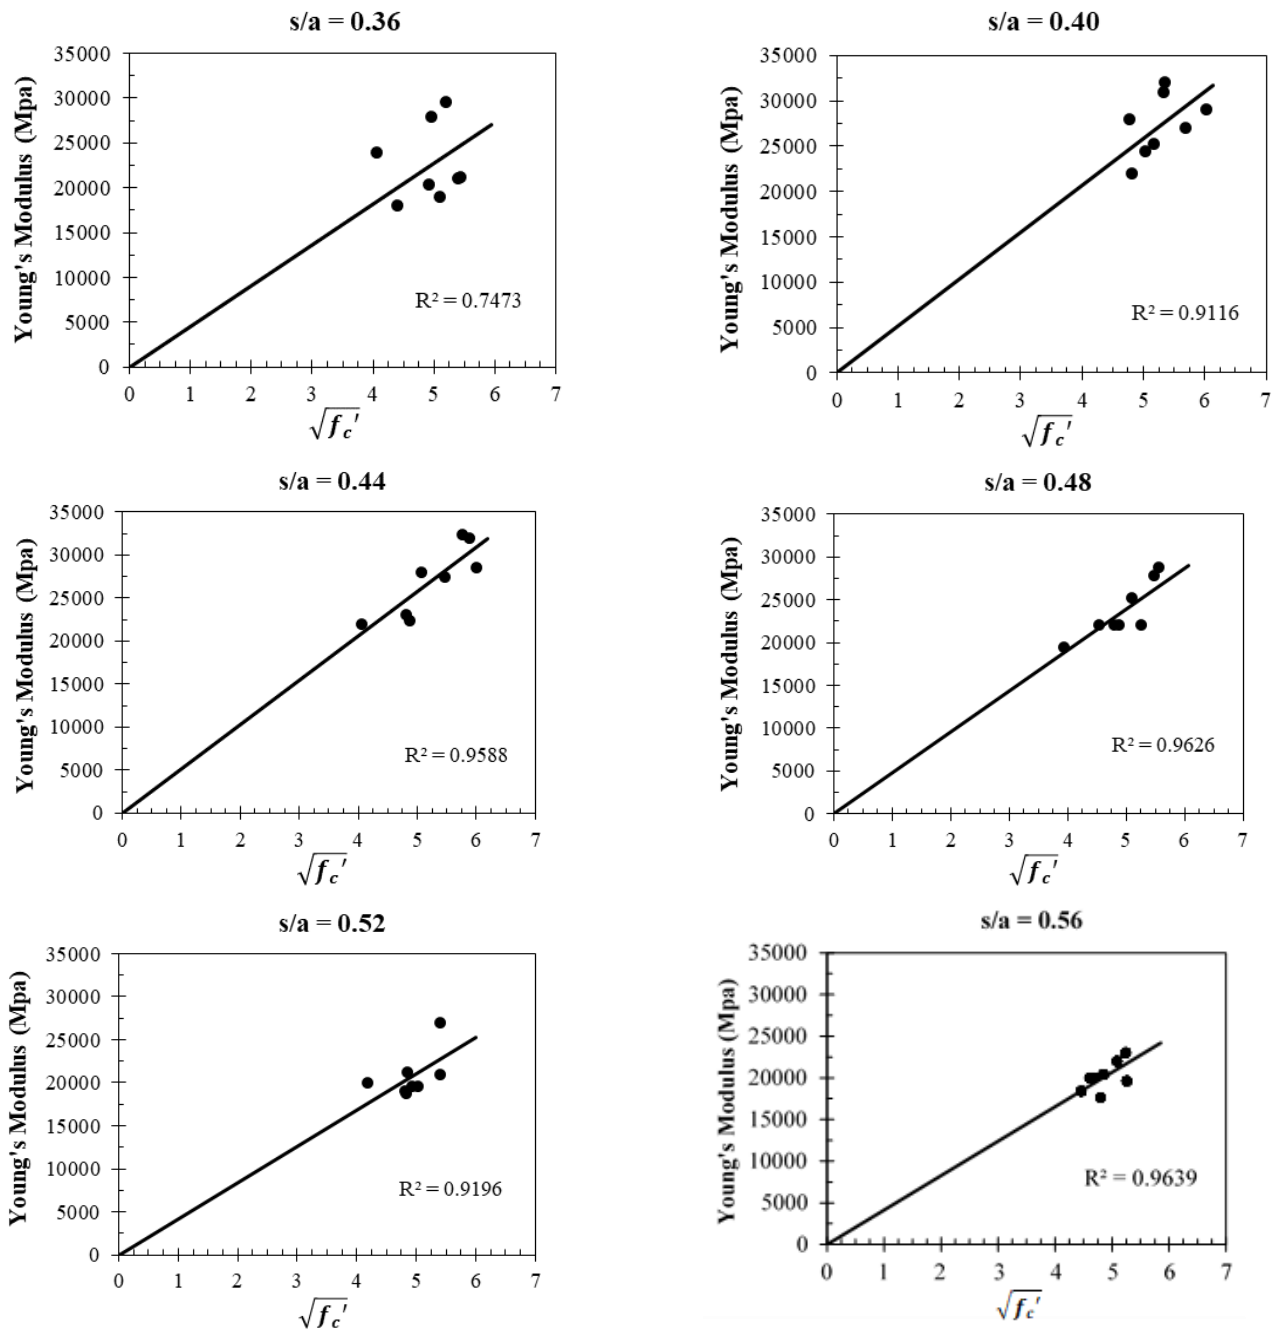 s/a = 0.36
Young's Modulus (Mpa)
35000
30000
25000
20000
15000
10000
5000
0
R² = 0.7473
0 1 2 3 4 5 6 7
√fc'
s/a = 0.40
Young's Modulus (Mpa)
35000
30000
25000
20000
15000
10000
5000
0
R² = 0.9116
0 1 2 3 4 5 6 7
√fc'
s/a = 0.44
Young's Modulus (Mpa)
35000
30000
25000
20000
15000
10000
5000
0
R² = 0.9588
0 1 2 3 4 5 6 7
√fc'
s/a = 0.48
Young's Modulus (Mpa)
35000
30000
25000
20000
15000
10000
5000
0
R² = 0.9626
0 1 2 3 4 5 6 7
√fc'
s/a = 0.52
Young's Modulus (Mpa)
35000
30000
25000
20000
15000
10000
5000
0
R² = 0.9196
0 1 2 3 4 5 6 7
√fc'
s/a = 0.56
Young's Modulus (Mpa)
35000
30000
25000
20000
15000
10000
5000
0
R² = 0.9639
0 1 2 3 4 5 6 7
√fc'